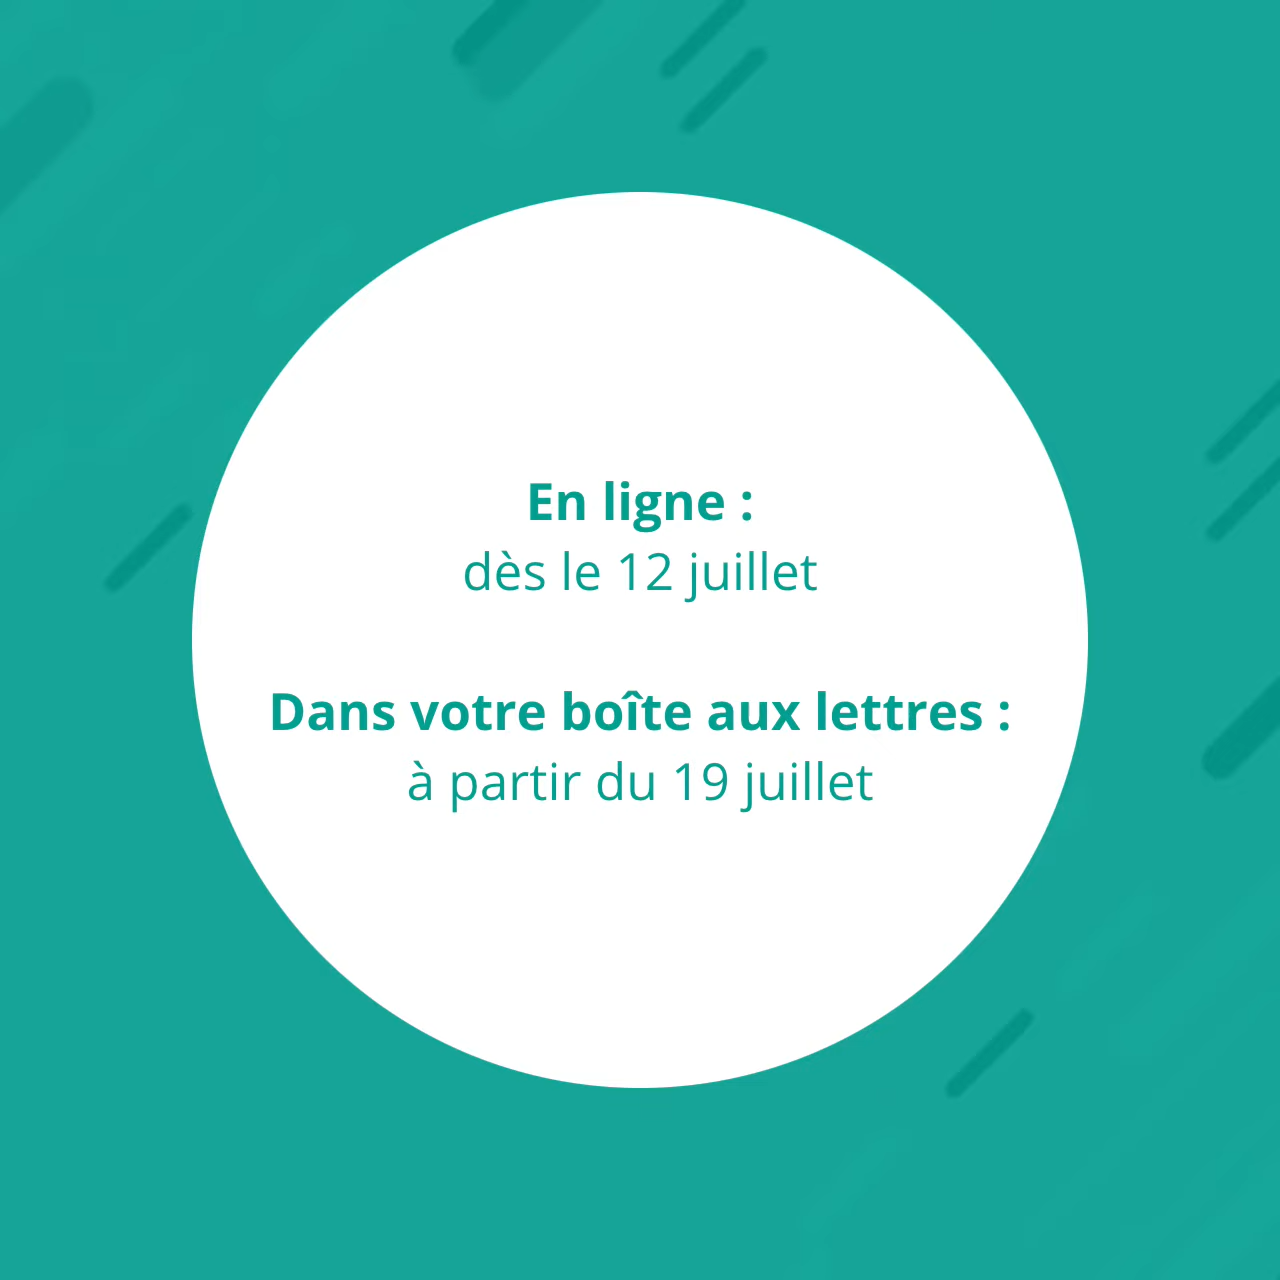 En ligne :
dès le 12 juillet
Dans votre boîte aux lettres :
à partir du 19 juillet